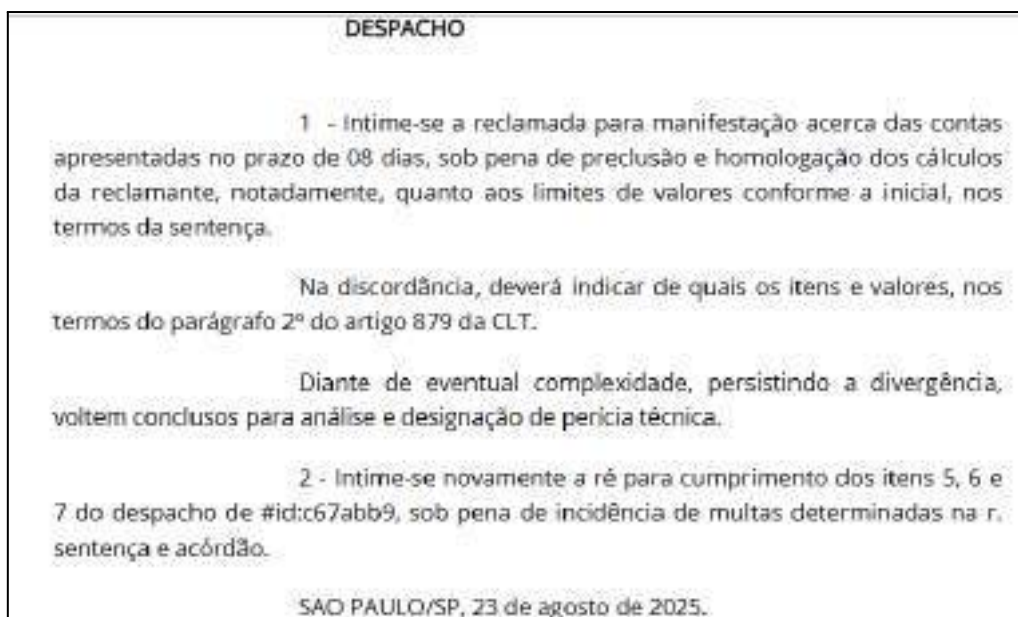 DESPACHO
1 - Intime-se a reclamada para manifestação acerca das contas
apresentadas no prazo de 08 dias, sob pena de preclusão e homologação dos cálculos
da reclamante, notadamente, quanto aos limites de valores conforme a inicial, nos
termos da sentença.
Na discordância, deverá indicar de quais os itens e valores, nos
termos do parágrafo 2º do artigo 879 da CLT.
Diante de eventual complexidade, persistindo a divergência,
voltem conclusos para análise e designação de perícia técnica.
2 - Intime-se novamente a ré para cumprimento dos itens 5, 6 e
7 do despacho de #id:c67abb9, sob pena de incidência de multas determinadas na r.
sentença e acórdão.
SAO PAULO/SP, 23 de agosto de 2025.